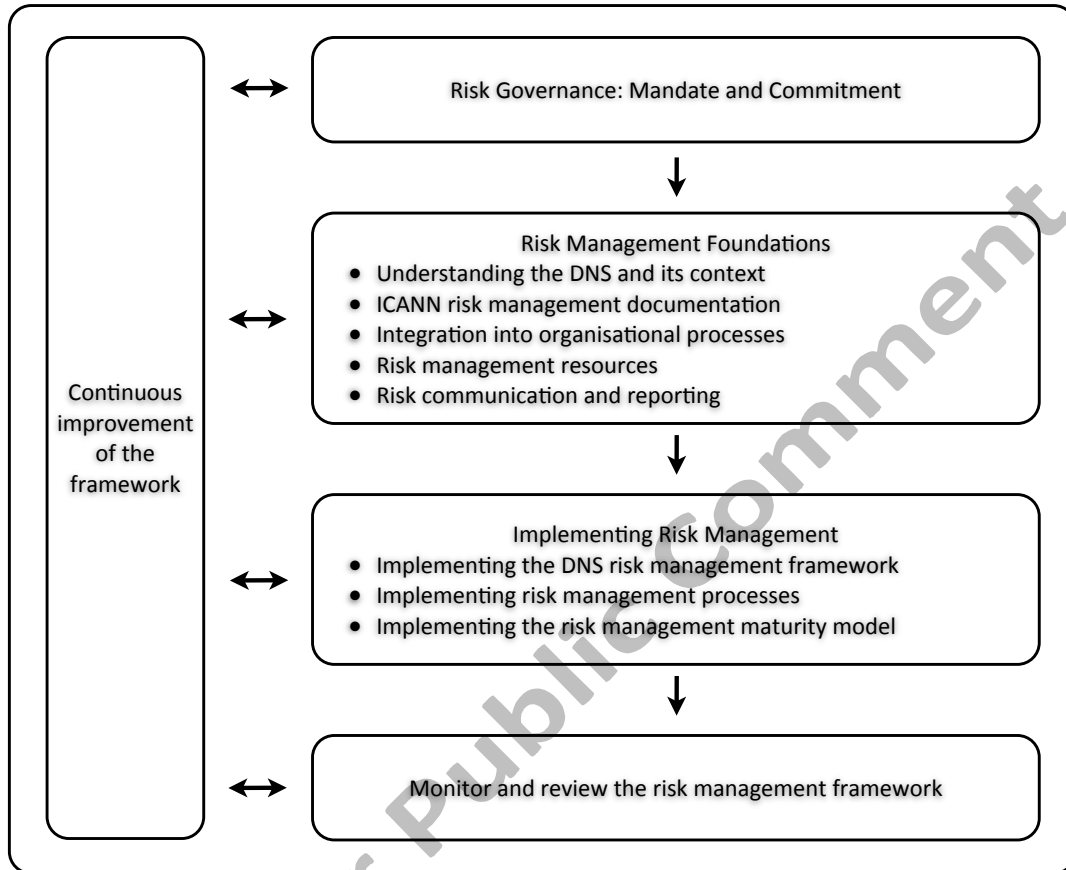 Risk Governance: Mandate and Commitment
Risk Management Foundations
• Understanding the DNS and its context
• ICANN risk management documentation
• Integration into organisational processes
• Risk management resources
• Risk communication and reporting
Continuous
improvement
of the
framework
Implementing Risk Management
• Implementing the DNS risk management framework
• Implementing risk management processes
• Implementing the risk management maturity model
Monitor and review the risk management framework
Public Comment